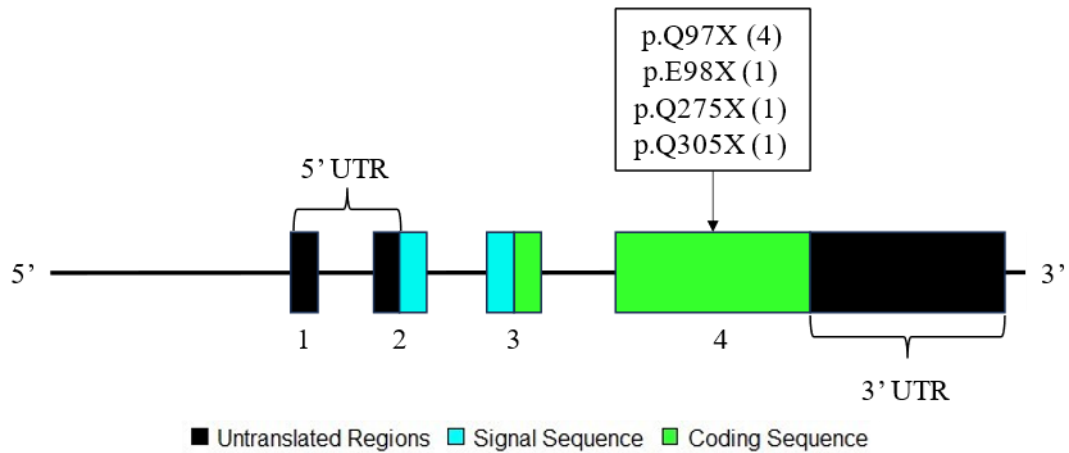 p.Q97X (4)
p.E98X (1)
p.Q275X (1)
p.Q305X (1)
5’ UTR
5’
3’
1
2
3
4
3’ UTR
Untranslated Regions
Signal Sequence
Coding Sequence